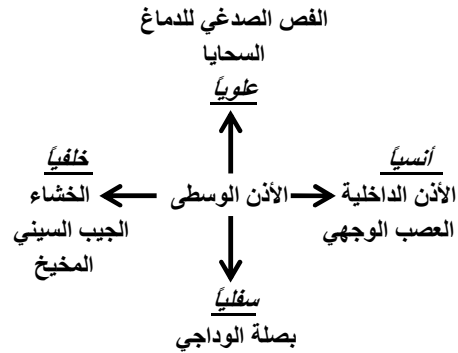 الفص الصدغي للدماغ
السحايا
علوياً
أنسياً
الأذن الداخلية
العصب الوجهي
الأذن الوسطى
خلفياً
الخشاء
الجيب السيني
المخيخ
سفلياً
بصلة الوداجي